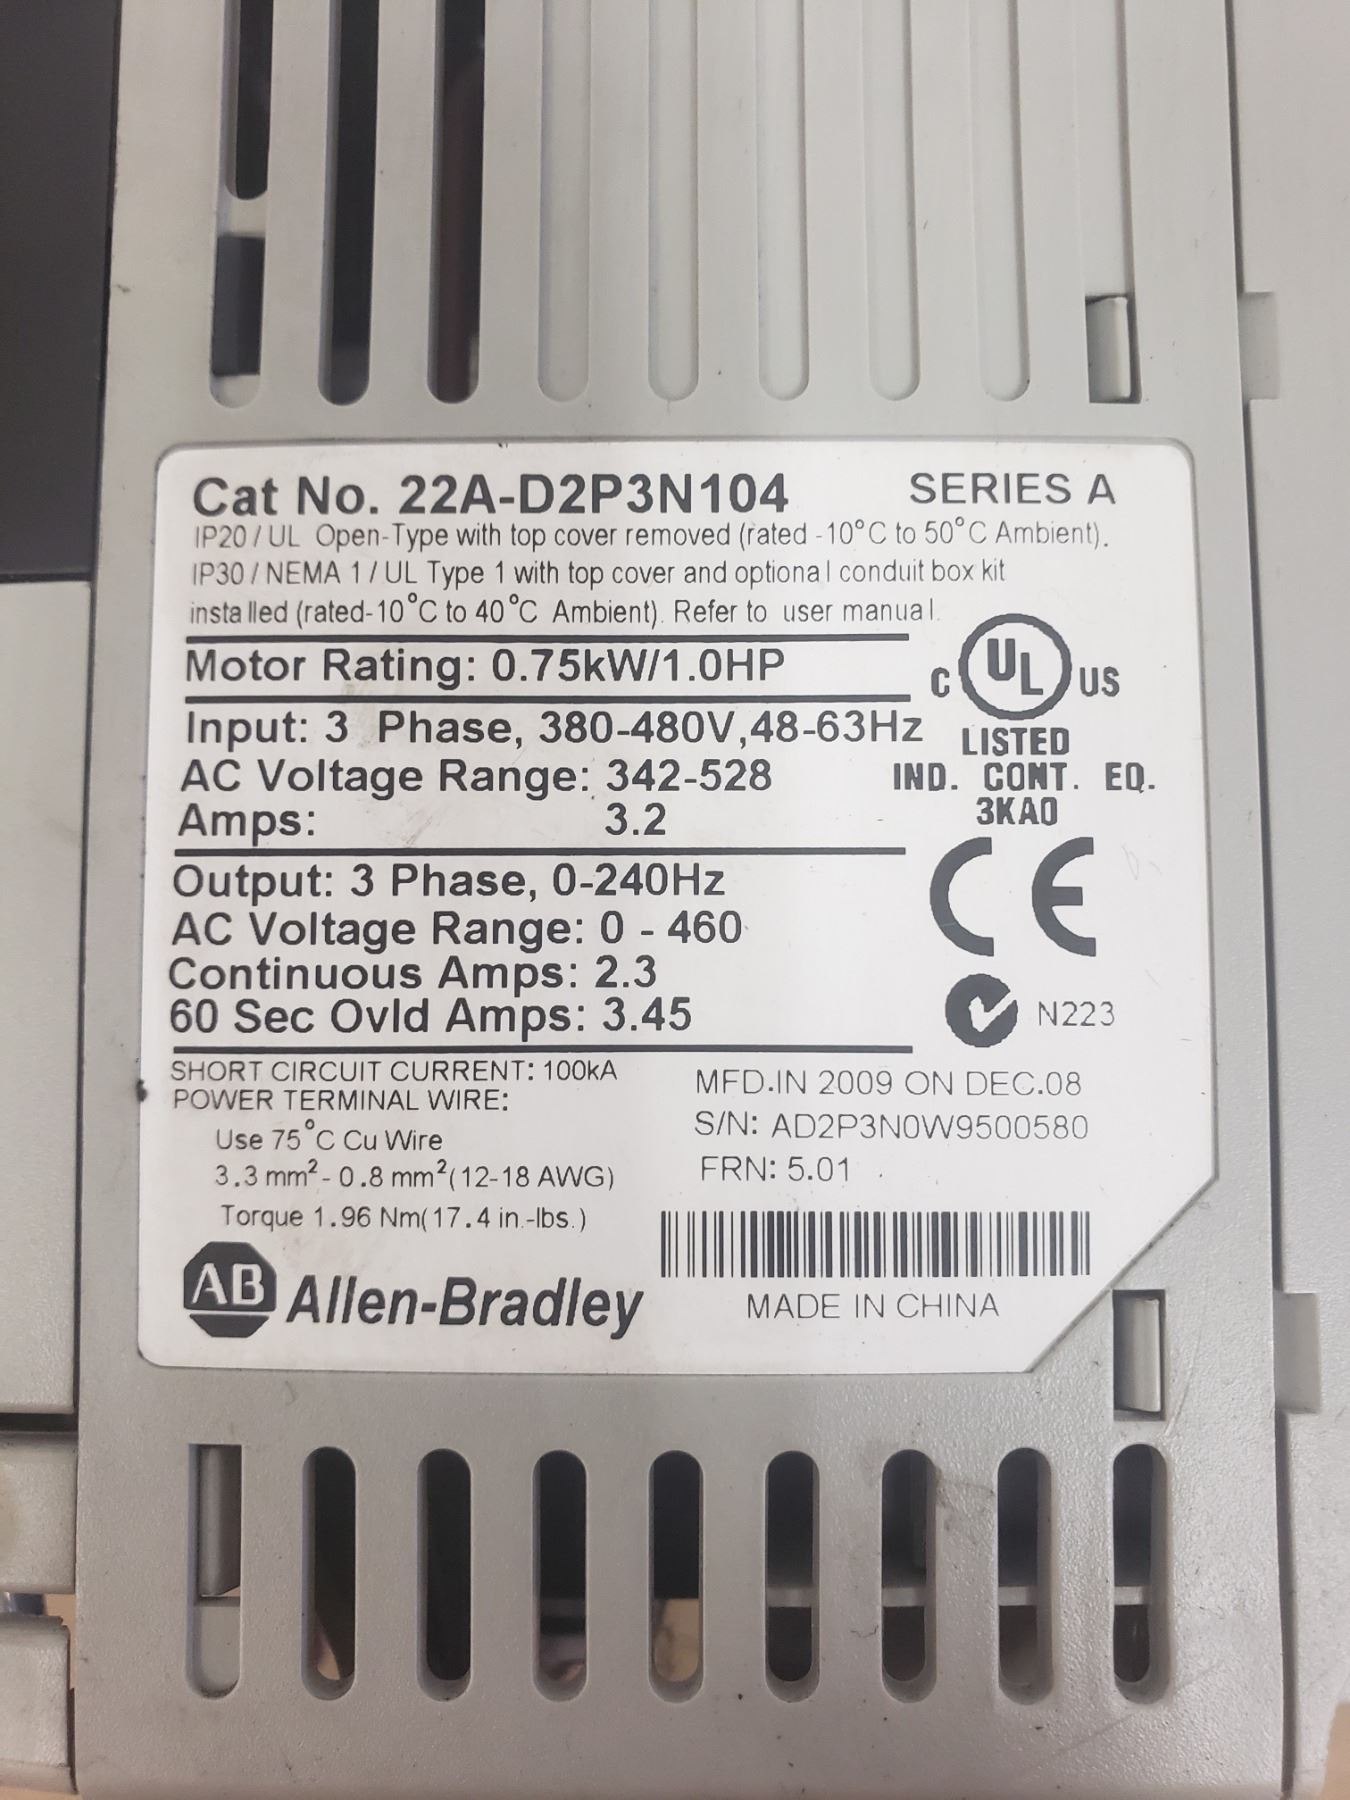 Cat No. 22A-D2P3N104 SERIES A
IP20 / UL Open-Type with top cover removed (rated -10°C to 50°C Ambient).
IP30 / NEMA 1 / UL Type 1 with top cover and optional conduit box kit
installed (rated-10°C to 40°C Ambient). Refer to user manual.
Motor Rating: 0.75kW/1.0HP
C UL US
Input: 3 Phase, 380-480V,48-63Hz
LISTED
AC Voltage Range: 342-528
IND. CONT. EQ.
Amps: 3.2
3KA0
Output: 3 Phase, 0-240Hz
CE
AC Voltage Range: 0 - 460
Continuous Amps: 2.3
60 Sec Ovld Amps: 3.45
N223
SHORT CIRCUIT CURRENT: 100kA
POWER TERMINAL WIRE:
Use 75°C Cu Wire
3.3 mm²- 0.8 mm²(12-18 AWG)
Torque 1.96 Nm(17.4 in.-lbs.)
MFD.IN 2009 ON DEC.08
S/N: AD2P3N0W9500580
FRN: 5.01
AB Allen-Bradley
MADE IN CHINA